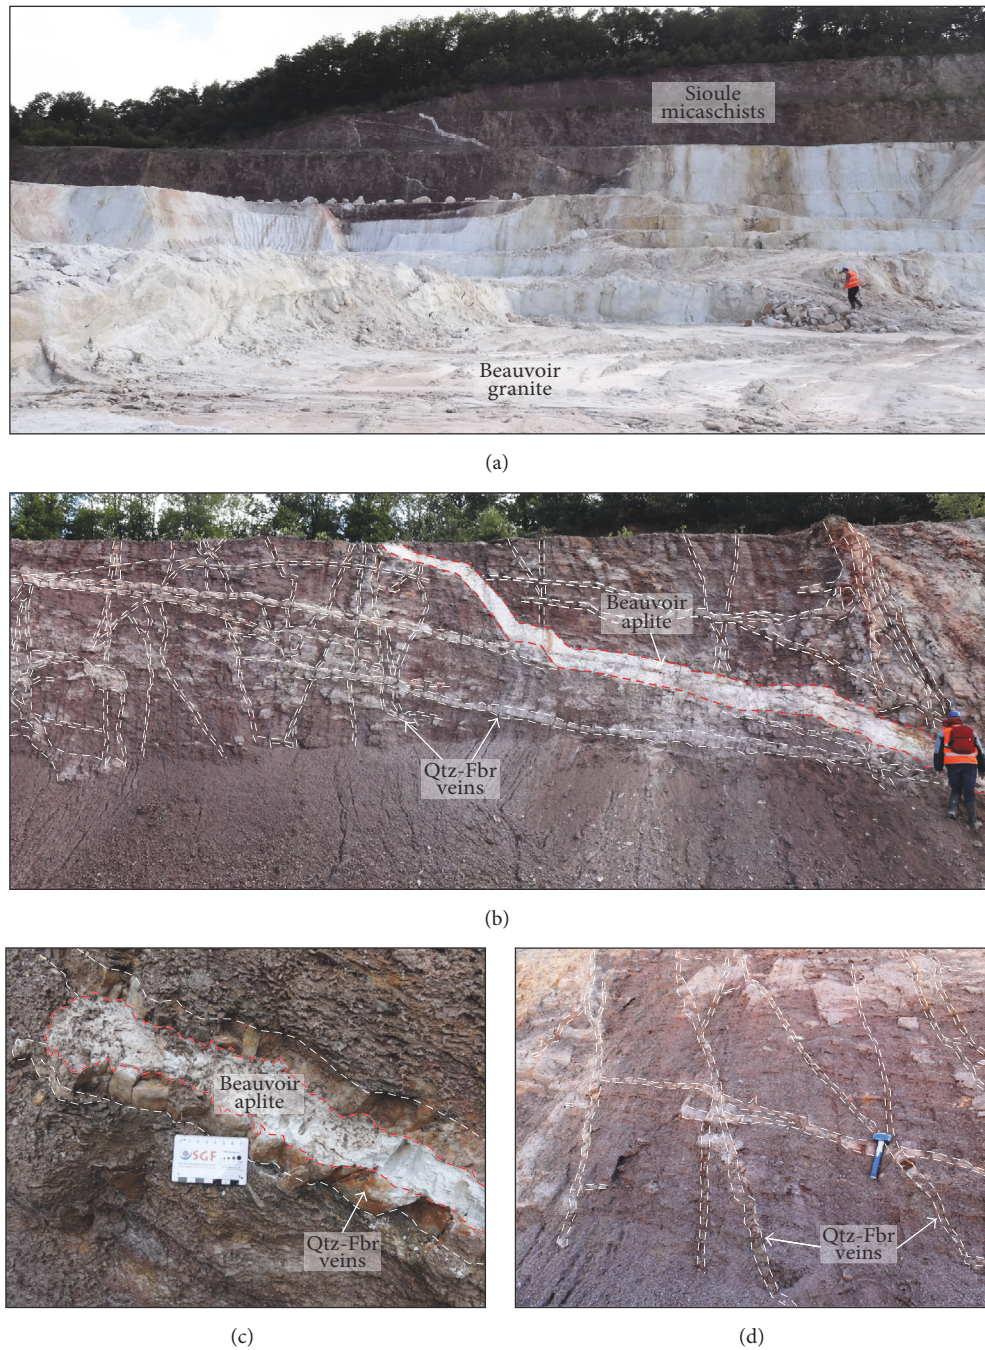 Sioule
micaschists
Beauvoir
granite
(a)
Beauvoir
aplite
Qtz-Fbr
veins
(b)
Beauvoir
aplite
SGF
Qtz-Fbr
veins
(c)
Qtz-Fbr
veins
(d)